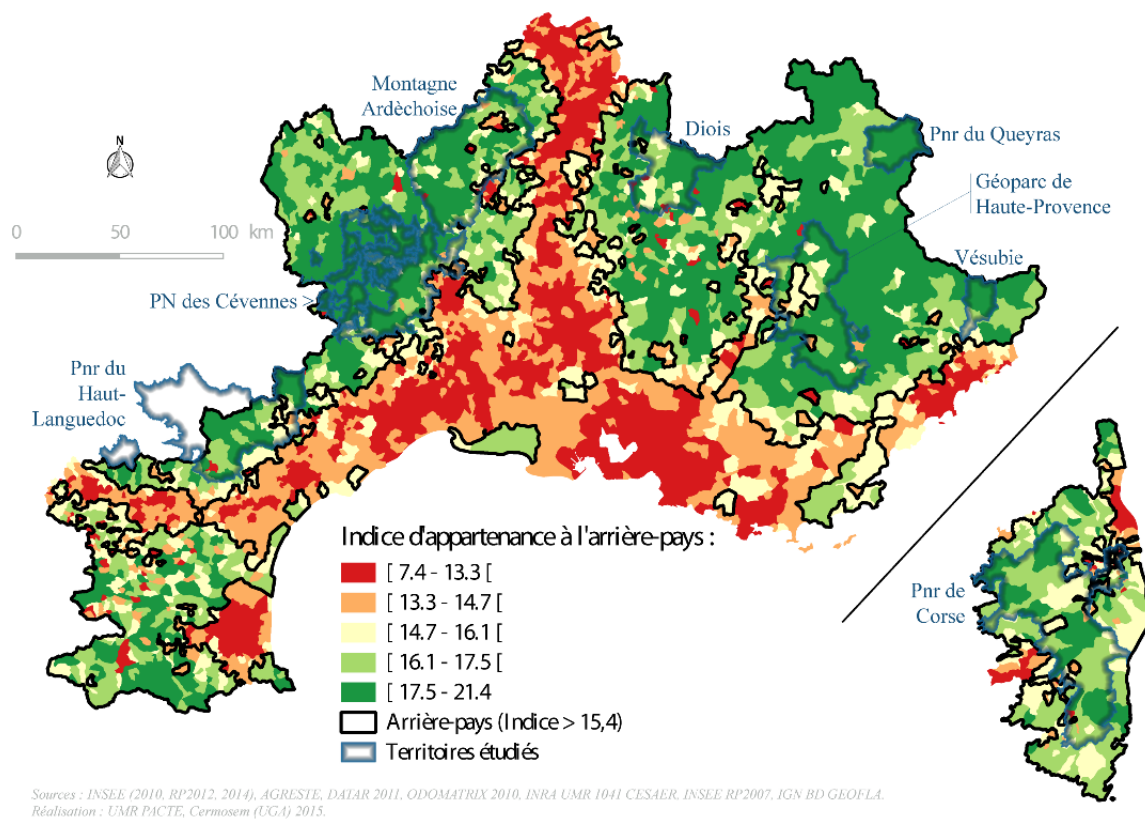 Montagne
Ardèchoise
Diois
Pnr du Queyras
Géoparc de
Haute-Provence
Vésubie
N
0 50 100 km
PN des Cévennes >
Pnr du
Haut-
Languedoc
Pnr de
Corse
Indice d'appartenance à l'arrière-pays :
[ 7.4 - 13.3 [
[ 13.3 - 14.7 [
[ 14.7 - 16.1 [
[ 16.1 - 17.5 [
[ 17.5 - 21.4
Arrière-pays (Indice > 15,4)
Territoires étudiés
Sources : INSEE (2010, RP2012, 2014), AGRESTE, DATAR 2011, ODOMATRIX 2010, INRA UMR 1041 CESAER, INSEE RP2007, IGN BD GEOFLA.
Réalisation : UMR PACTE, Cermosem (UGA) 2015.